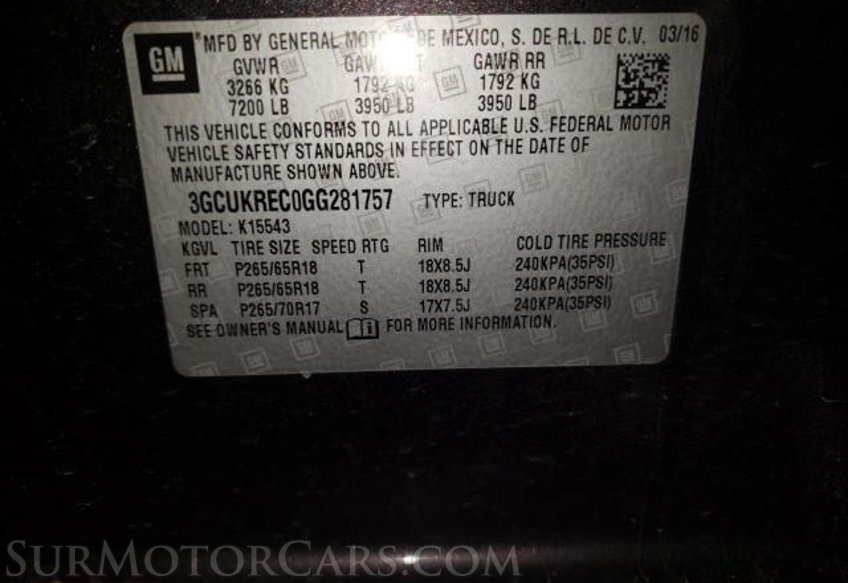 GM MFD BY GENERAL MOTORS DE MEXICO, S. DE R.L. DE C.V. 03/16
GVWR GAWR FRT GAWR RR
3266 KG 1792 KG 1792 KG
7200 LB 3950 LB 3950 LB
THIS VEHICLE CONFORMS TO ALL APPLICABLE U.S. FEDERAL MOTOR
VEHICLE SAFETY STANDARDS IN EFFECT ON THE DATE OF
MANUFACTURE SHOWN ABOVE.
3GCUKREC0GG281757 TYPE: TRUCK
MODEL: K15543
KGVL TIRE SIZE SPEED RTG RIM COLD TIRE PRESSURE
FRT P265/65R18 T 18X8.5J 240KPA(35PSI)
RR P265/65R18 T 18X8.5J 240KPA(35PSI)
SPA P265/70R17 S 17X7.5J 240KPA(35PSI)
SEE OWNER'S MANUAL FOR MORE INFORMATION.
SurMotorCars.com